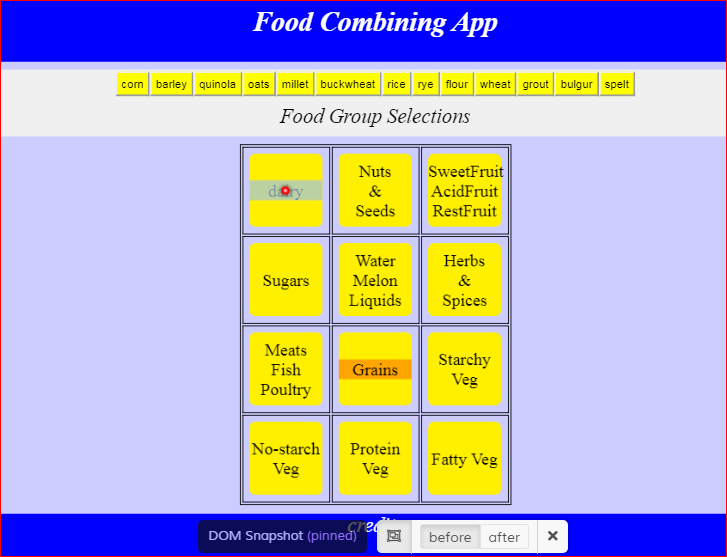 Food Combining App
corn barley quinola oats millet buckwheat rice rye flour wheat grout bulgur spelt
Food Group Selections
dairy
Nuts
&
Seeds
SweetFruit
AcidFruit
RestFruit
Sugars
Water
Melon
Liquids
Herbs
&
Spices
Meats
Fish
Poultry
Grains
Starchy
Veg
No-starch
Veg
Protein
Veg
Fatty Veg
DOM Snapshot (pinned)
before after